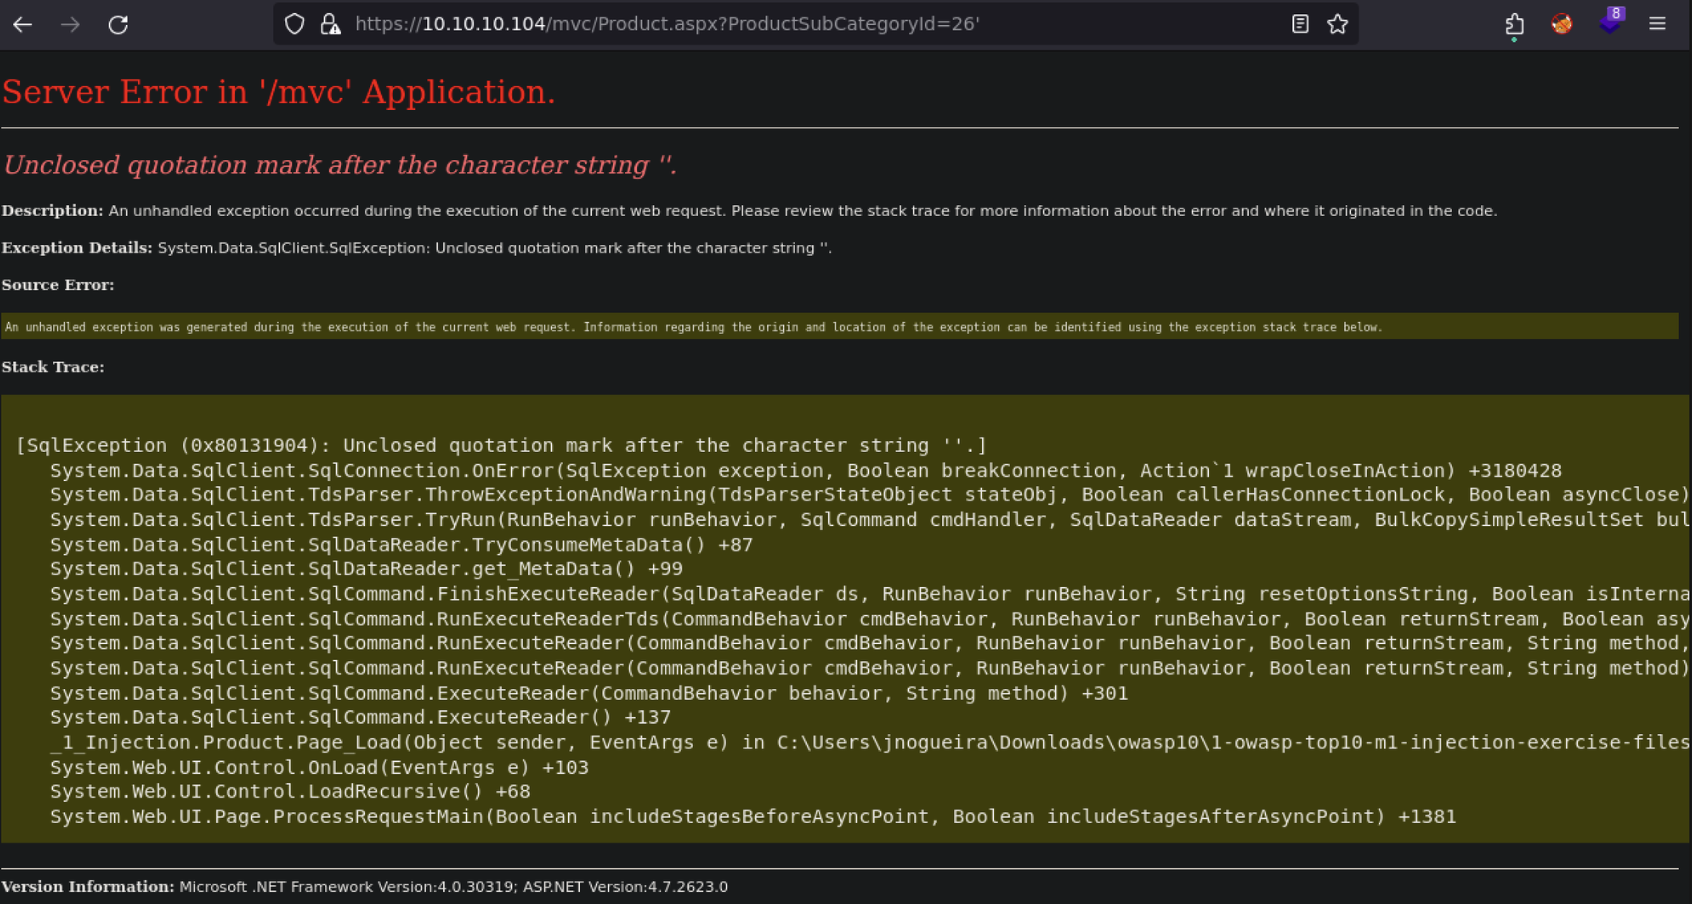 https://10.10.10.104/mvc/Product.aspx?ProductSubCategoryId=26'
8
Server Error in '/mvc' Application.
Unclosed quotation mark after the character string ''.
Description: An unhandled exception occurred during the execution of the current web request. Please review the stack trace for more information about the error and where it originated in the code.
Exception Details: System.Data.SqlClient.SqlException: Unclosed quotation mark after the character string ''.
Source Error:
An unhandled exception was generated during the execution of the current web request. Information regarding the origin and location of the exception can be identified using the exception stack trace below.
Stack Trace:
[SqlException (0x80131904): Unclosed quotation mark after the character string ''.]
System.Data.SqlClient.SqlConnection.OnError(SqlException exception, Boolean breakConnection, Action`1 wrapCloseInAction) +3180428
System.Data.SqlClient.TdsParser.ThrowExceptionAndWarning(TdsParserStateObject stateObj, Boolean callerHasConnectionLock, Boolean asyncClose)
System.Data.SqlClient.TdsParser.TryRun(RunBehavior runBehavior, SqlCommand cmdHandler, SqlDataReader dataStream, BulkCopySimpleResultSet bul
System.Data.SqlClient.SqlDataReader.TryConsumeMetaData() +87
System.Data.SqlClient.SqlDataReader.get_MetaData() +99
System.Data.SqlClient.SqlCommand.FinishExecuteReader(SqlDataReader ds, RunBehavior runBehavior, String resetOptionsString, Boolean isInterna
System.Data.SqlClient.SqlCommand.RunExecuteReaderTds(CommandBehavior cmdBehavior, RunBehavior runBehavior, Boolean returnStream, Boolean asy
System.Data.SqlClient.SqlCommand.RunExecuteReader(CommandBehavior cmdBehavior, RunBehavior runBehavior, Boolean returnStream, String method,
System.Data.SqlClient.SqlCommand.RunExecuteReader(CommandBehavior cmdBehavior, RunBehavior runBehavior, Boolean returnStream, String method)
System.Data.SqlClient.SqlCommand.ExecuteReader(CommandBehavior behavior, String method) +301
System.Data.SqlClient.SqlCommand.ExecuteReader() +137
_1_Injection.Product.Page_Load(Object sender, EventArgs e) in C:\Users\jnogueira\Downloads\owasp10\1-owasp-top10-m1-injection-exercise-files
System.Web.UI.Control.OnLoad(EventArgs e) +103
System.Web.UI.Control.LoadRecursive() +68
System.Web.UI.Page.ProcessRequestMain(Boolean includeStagesBeforeAsyncPoint, Boolean includeStagesAfterAsyncPoint) +1381
Version Information: Microsoft .NET Framework Version:4.0.30319; ASP.NET Version:4.7.2623.0